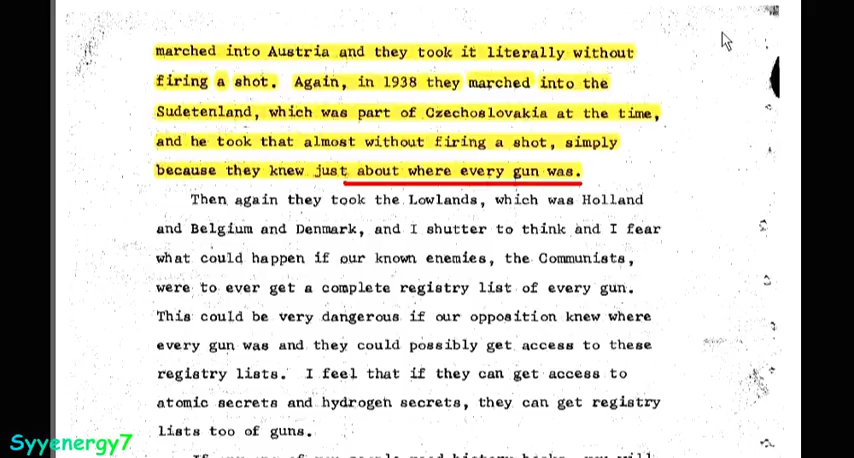 marched into Austria and they took it literally without
firing a shot. Again, in 1938 they marched into the
Sudetenland, which was part of Czechoslovakia at the time,
and he took that almost without firing a shot, simply
because they knew just about where every gun was.
Then again they took the Lowlands, which was Holland
and Belgium and Denmark, and I shutter to think and I fear
what could happen if our known enemies, the Communists,
were to ever get a complete registry list of every gun.
This could be very dangerous if our opposition knew where
every gun was and they could possibly get access to these
registry lists. I feel that if they can get access to
atomic secrets and hydrogen secrets, they can get registry
lists too of guns.
Syyenergy7